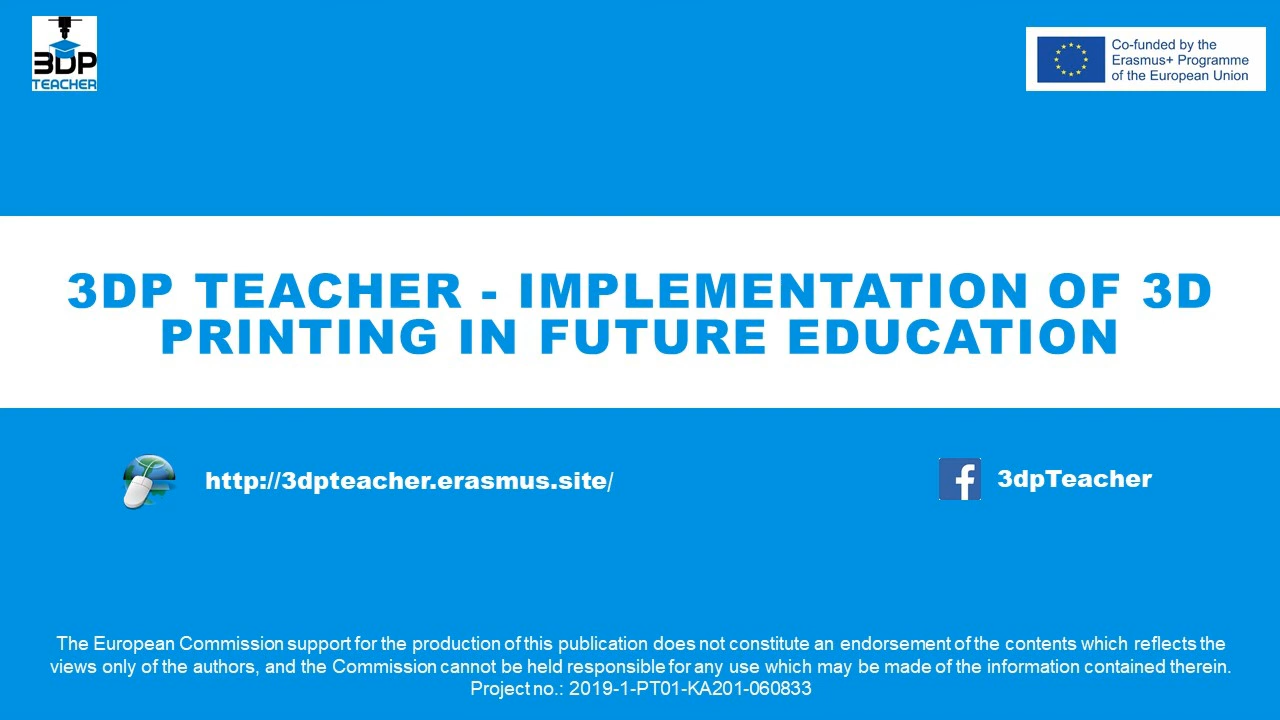 3DP
TEACHER
Co-funded by the
Erasmus+ Programme
of the European Union
3DP TEACHER - IMPLEMENTATION OF 3D
PRINTING IN FUTURE EDUCATION
http://3dpteacher.erasmus.site/
3dpTeacher
The European Commission support for the production of this publication does not constitute an endorsement of the contents which reflects the
views only of the authors, and the Commission cannot be held responsible for any use which may be made of the information contained therein.
Project no.: 2019-1-PT01-KA201-060833